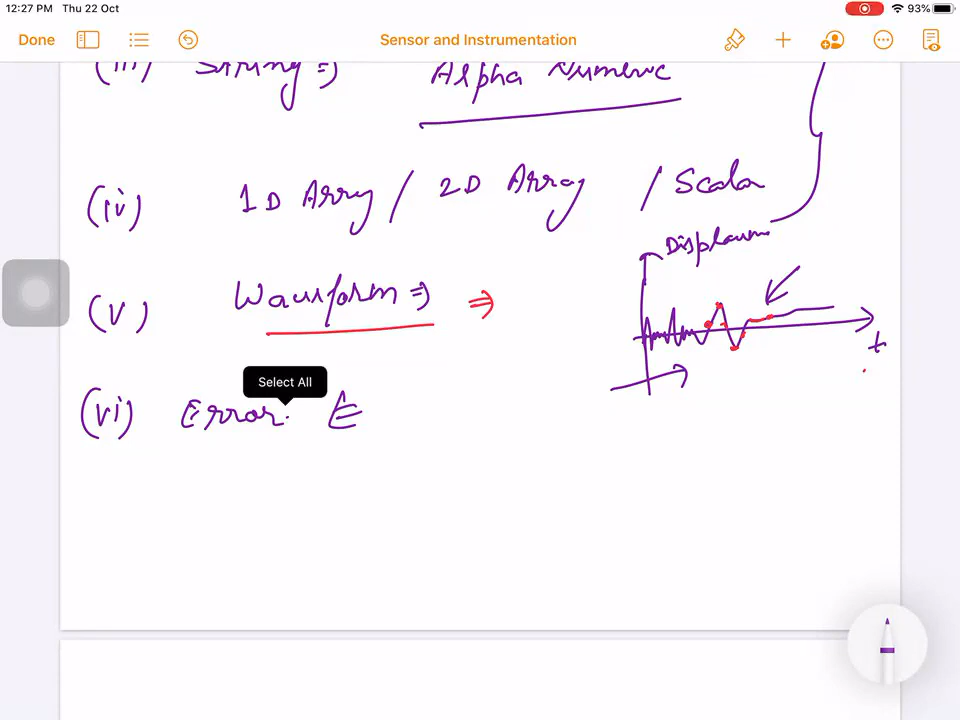 12:27 PM Thu 22 Oct 93%
Done Sensor and Instrumentation
(iii) String ⇒ Alpha Numeric
(iv) 1D Array / 2D Array / Scalar
(v) Waveform ⇒ ⇒
t
Select All
(vi) Error. E